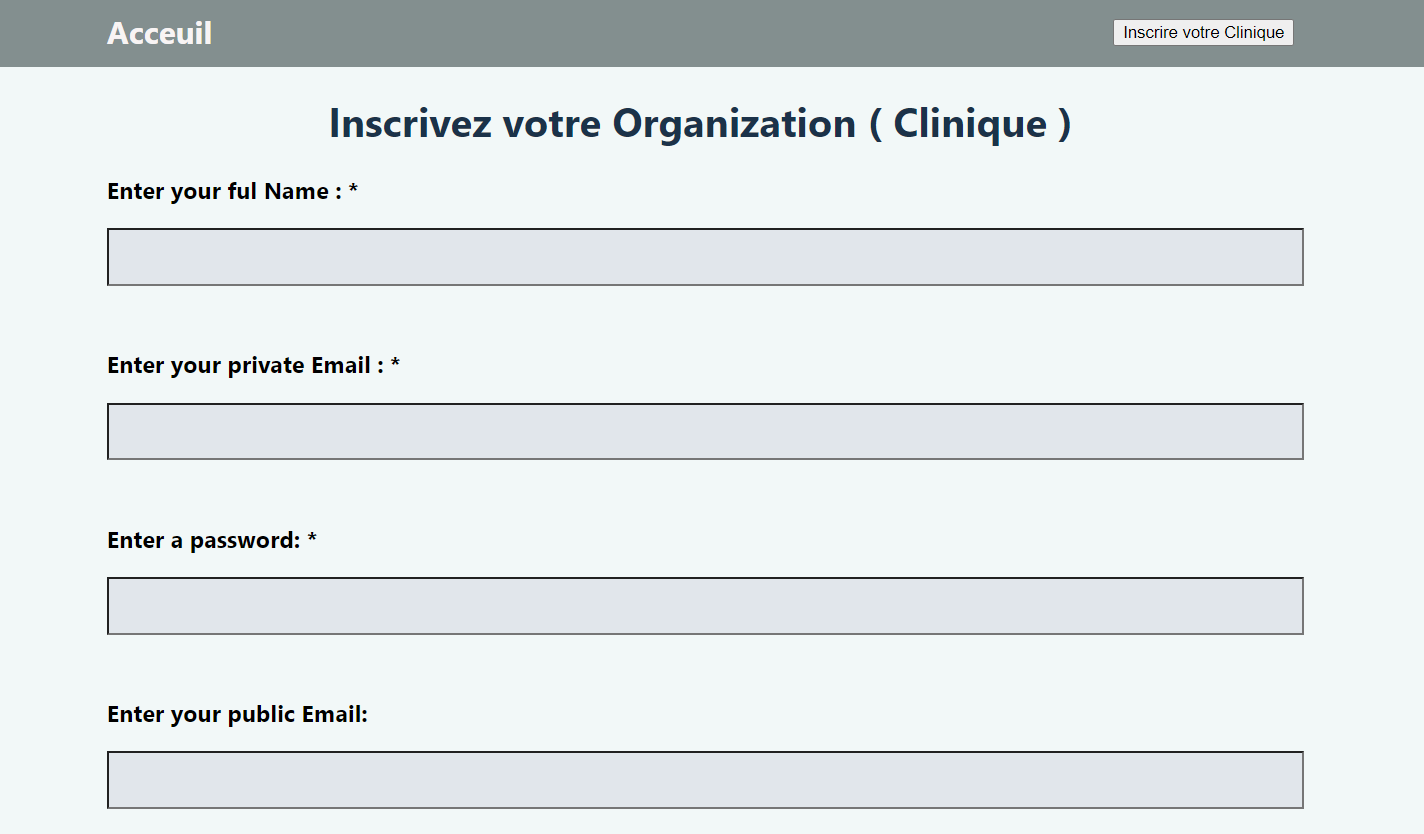 Acceuil
Inscrire votre Clinique
Inscrivez votre Organization ( Clinique )
Enter your ful Name : *
Enter your private Email : *
Enter a password: *
Enter your public Email: